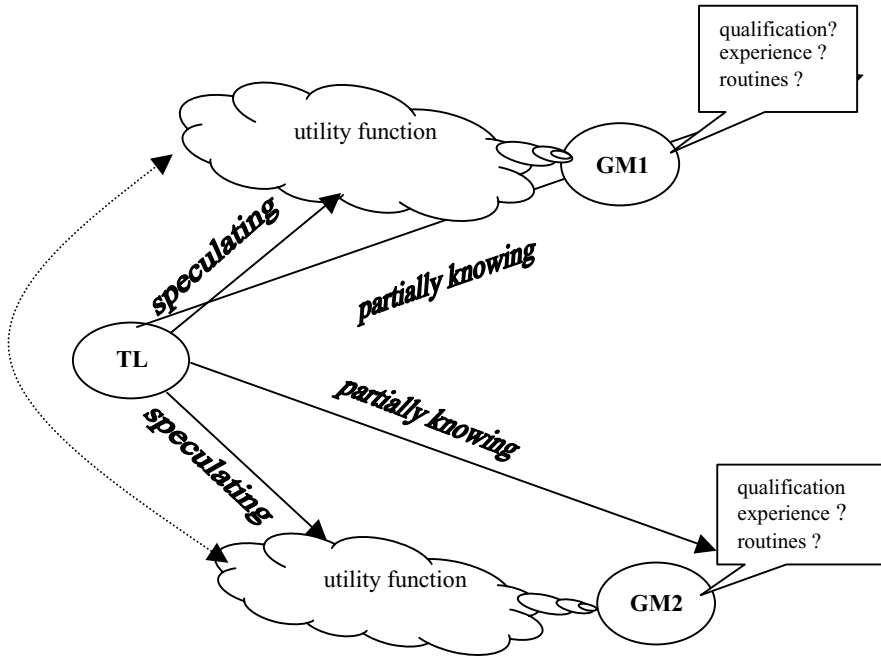 qualification?
experience ?
routines ?
utility function
GM1
speculating
partially knowing
TL
partially knowing
speculating
qualification
experience ?
routines ?
utility function
GM2